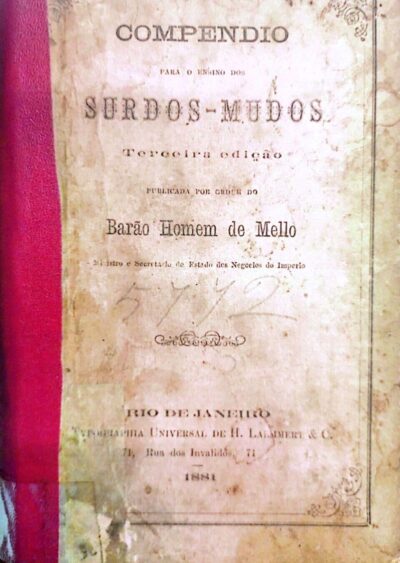 COMPENDIO
PARA O ENSINO DOS
SURDOS-MUDOS
Terceira edição
PUBLICADA POR ORDEM DO
Barão Homem de Mello
Ministro e Secretario de Estado dos Negocios do Imperio
5772
RIO DE JANEIRO
TYPOGRAPHIA UNIVERSAL DE H. LAEMMERT & C.
71, Rua dos Invalidos, 71
1881